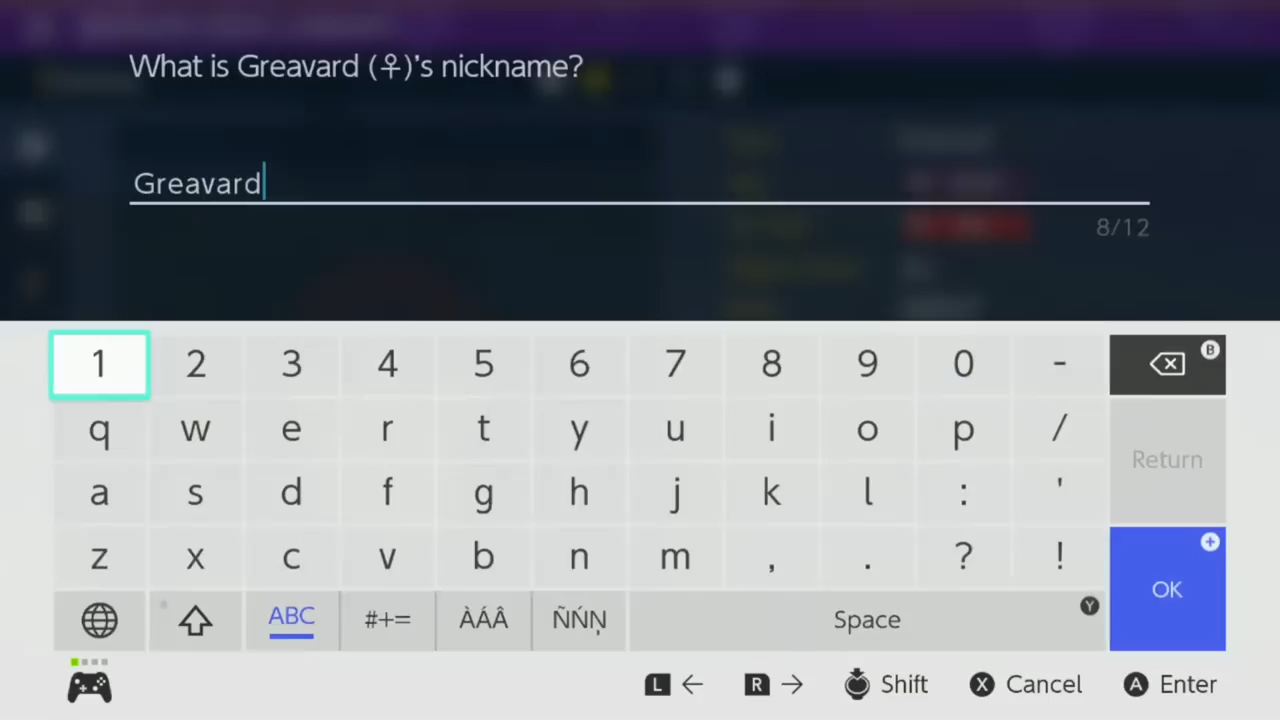 What is Greavard (♀)'s nickname?
Greavard
8/12
1 2 3 4 5 6 7 8 9 0 - B
q w e r t y u i o p / Return
a s d f g h j k l : '
z x c v b n m , . ? ! + OK
ABC #+= ÀÁÂ ÑŃŅ Space Y
L ← R → Shift X Cancel A Enter